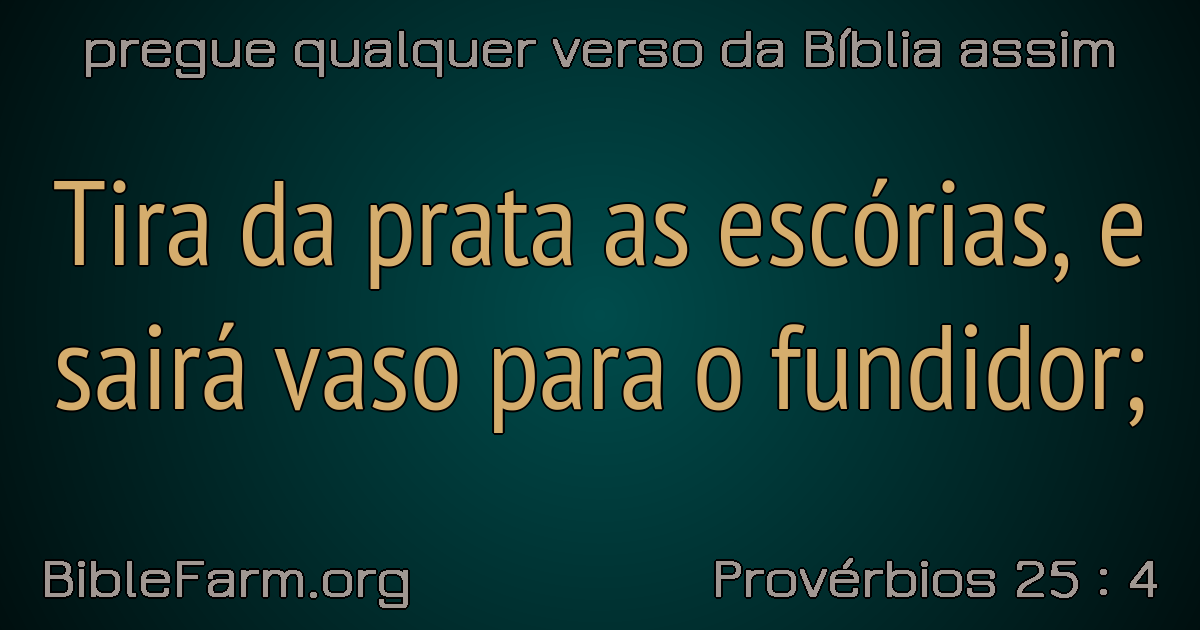 pregue qualquer verso da Bíblia assim
Tira da prata as escórias, e
sairá vaso para o fundidor;
BibleFarm.org
Provérbios 25 : 4